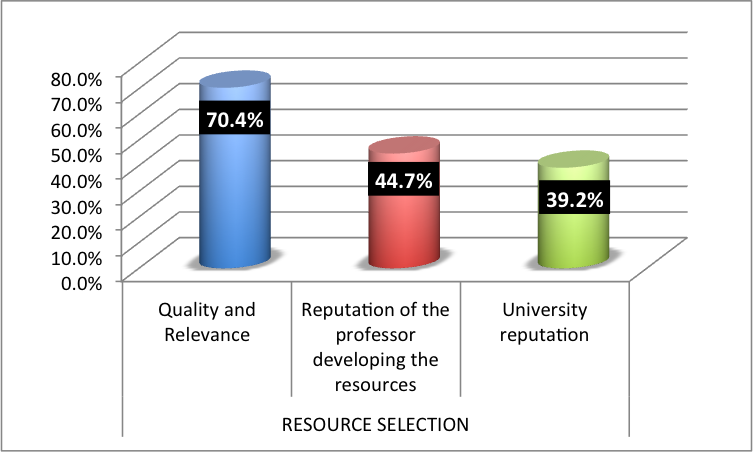 80.0%
70.0%
60.0%
50.0%
40.0%
30.0%
20.0%
10.0%
0.0%
70.4%
44.7%
39.2%
Quality and
Relevance
Reputation of the
professor
developing the
resources
University
reputation
RESOURCE SELECTION